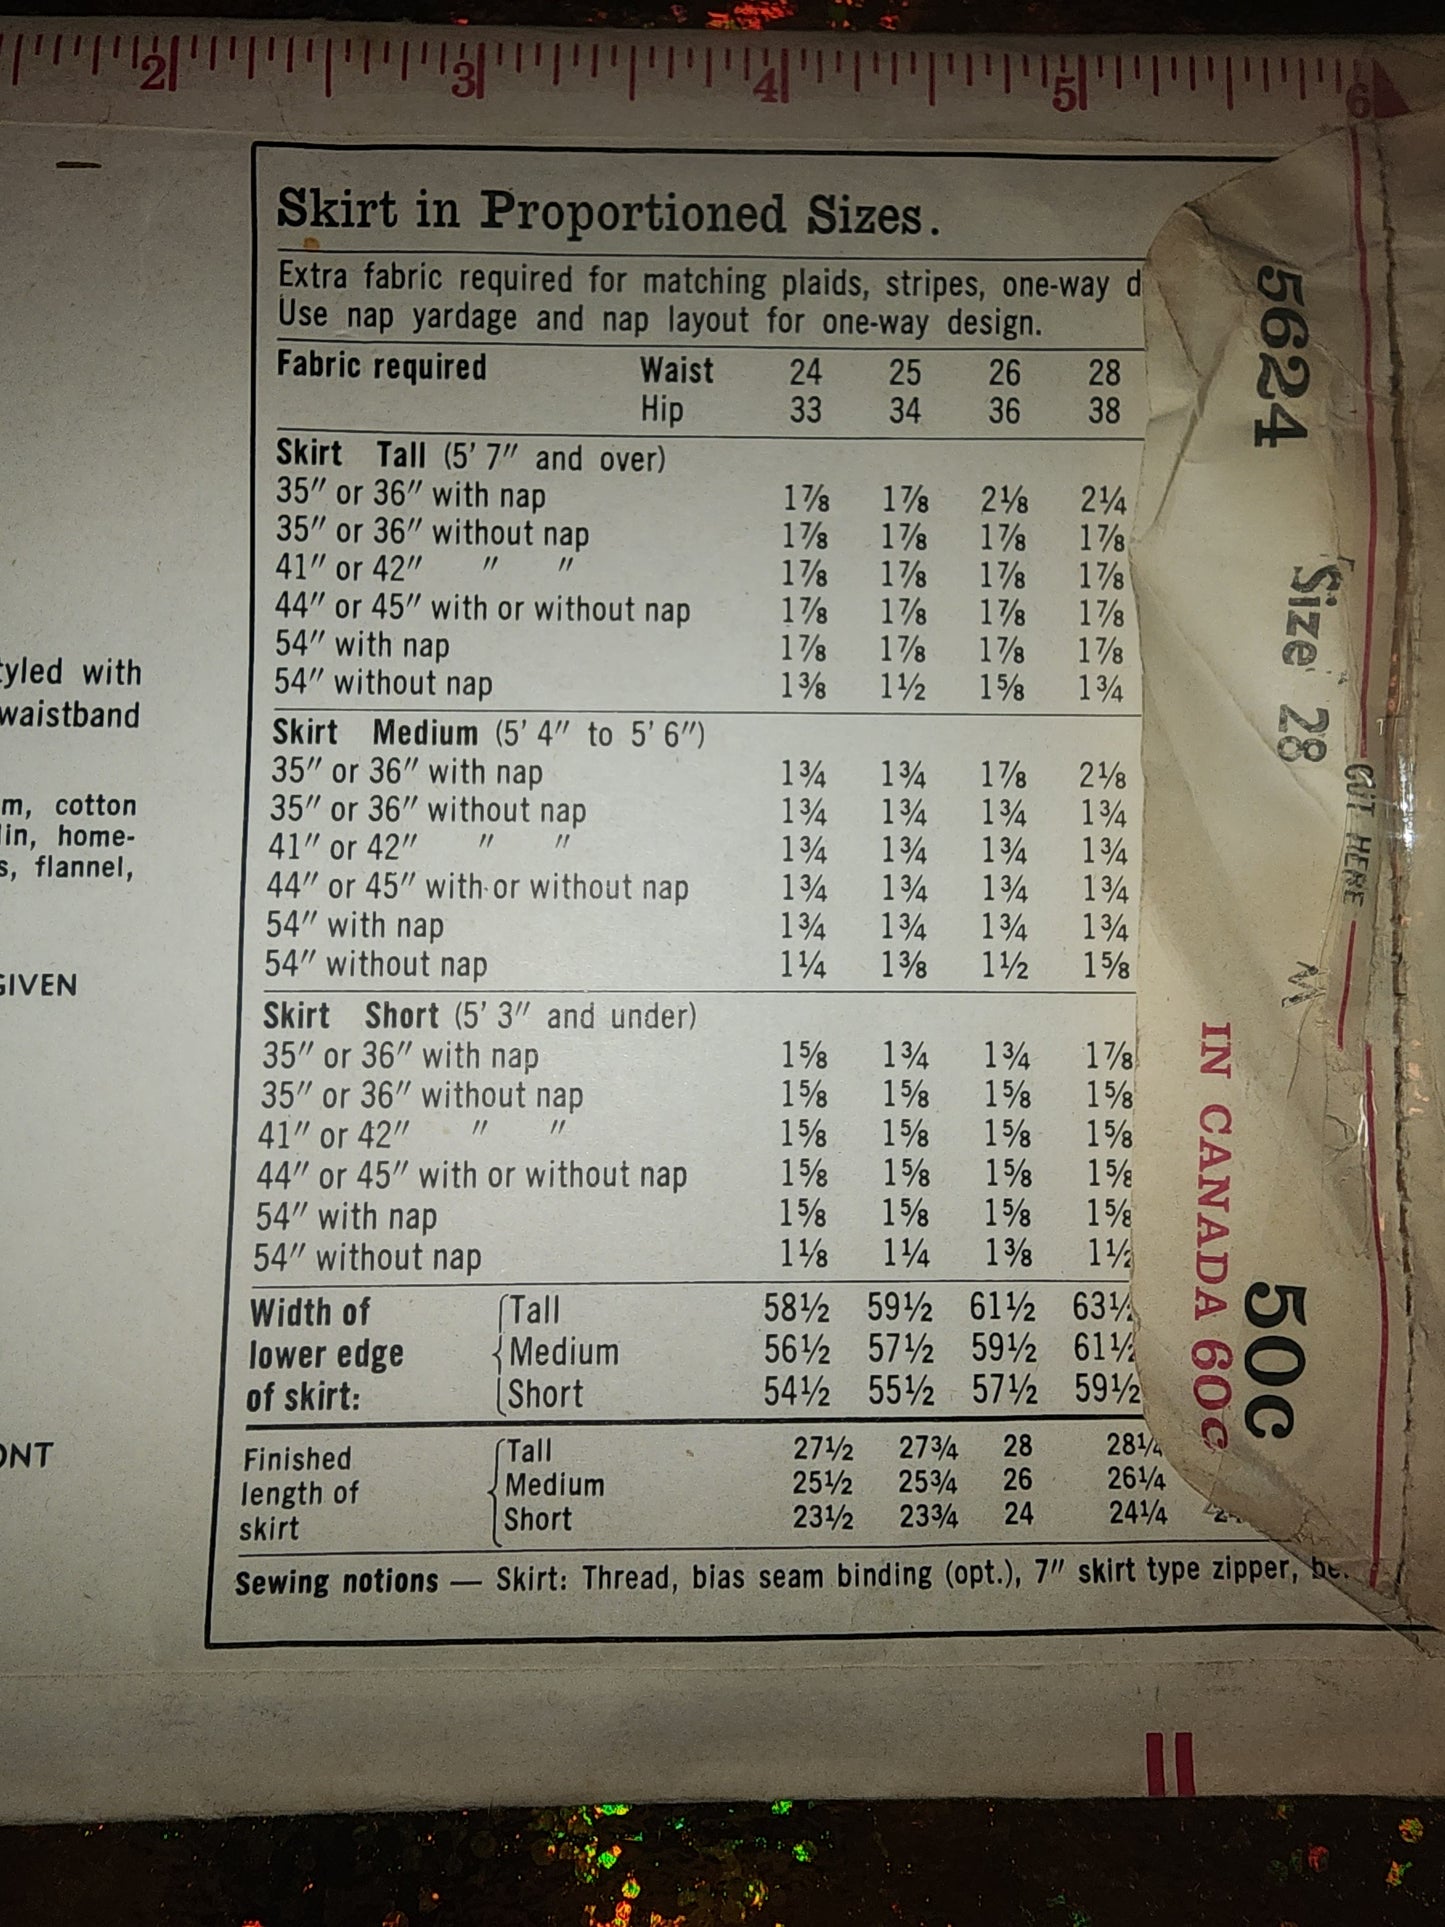 2 3 4 5 6
Skirt in Proportioned Sizes.
Extra fabric required for matching plaids, stripes, one-way d
Use nap yardage and nap layout for one-way design.
Fabric required Waist 24 25 26 28
Hip 33 34 36 38
Skirt Tall (5′ 7″ and over)
35″ or 36″ with nap 1⅞ 1⅞ 2⅛ 2¼
35″ or 36″ without nap 1⅞ 1⅞ 1⅞ 1⅞
41″ or 42″ ″ ″ 1⅞ 1⅞ 1⅞ 1⅞
44″ or 45″ with or without nap 1⅞ 1⅞ 1⅞ 1⅞
54″ with nap 1⅞ 1⅞ 1⅞ 1⅞
54″ without nap 1⅜ 1½ 1⅝ 1¾
Skirt Medium (5′ 4″ to 5′ 6″)
35″ or 36″ with nap 1¾ 1¾ 1⅞ 2⅛
35″ or 36″ without nap 1¾ 1¾ 1¾ 1¾
41″ or 42″ ″ ″ 1¾ 1¾ 1¾ 1¾
44″ or 45″ with or without nap 1¾ 1¾ 1¾ 1¾
54″ with nap 1¾ 1¾ 1¾ 1¾
54″ without nap 1¼ 1⅜ 1½ 1⅝
Skirt Short (5′ 3″ and under)
35″ or 36″ with nap 1⅝ 1¾ 1¾ 1⅞
35″ or 36″ without nap 1⅝ 1⅝ 1⅝ 1⅝
41″ or 42″ ″ ″ 1⅝ 1⅝ 1⅝ 1⅝
44″ or 45″ with or without nap 1⅝ 1⅝ 1⅝ 1⅝
54″ with nap 1⅝ 1⅝ 1⅝ 1⅝
54″ without nap 1⅛ 1¼ 1⅜ 1½
Width of lower edge of skirt:
Tall 58½ 59½ 61½ 63½
Medium 56½ 57½ 59½ 61½
Short 54½ 55½ 57½ 59½
Finished length of skirt
Tall 27½ 27¾ 28 28¼
Medium 25½ 25¾ 26 26¼
Short 23½ 23¾ 24 24¼
Sewing notions — Skirt: Thread, bias seam binding (opt.), 7″ skirt type zipper,
tyled with
waistband
m, cotton
lin, home-
s, flannel,
GIVEN
ONT
5624 Size 28 50c
CUT HERE
IN CANADA 60c